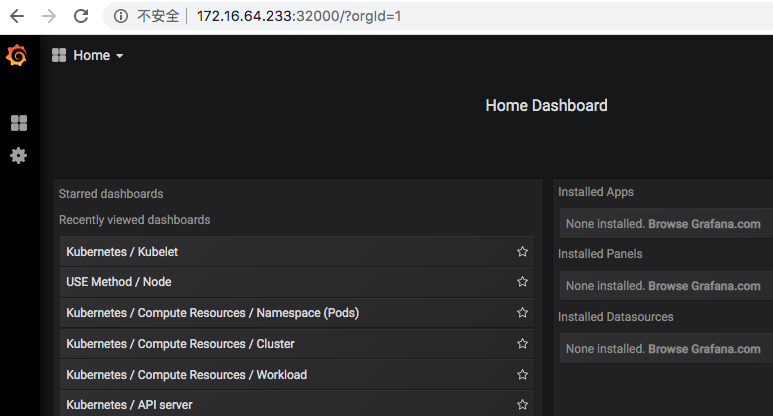 不安全 172.16.64.233:32000/?orgId=1
Home
Home Dashboard
Starred dashboards
Recently viewed dashboards
Kubernetes / Kubelet
USE Method / Node
Kubernetes / Compute Resources / Namespace (Pods)
Kubernetes / Compute Resources / Cluster
Kubernetes / Compute Resources / Workload
Kubernetes / API server
Installed Apps
None installed. Browse Grafana.com
Installed Panels
None installed. Browse Grafana.com
Installed Datasources
None installed. Browse Grafana.com